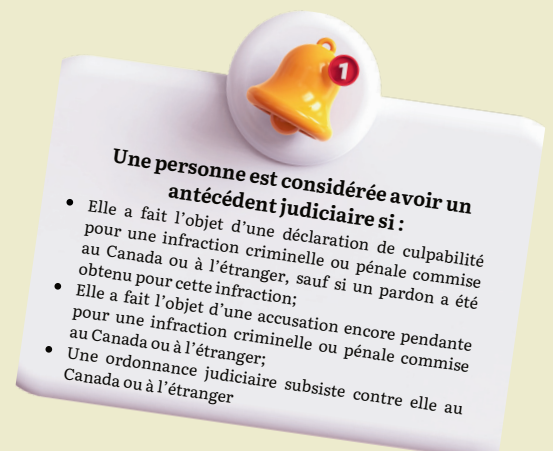 1
Une personne est considérée avoir un
antécédent judiciaire si :
• Elle a fait l'objet d'une déclaration de culpabilité
pour une infraction criminelle ou pénale commise
au Canada ou à l'étranger, sauf si un pardon a été
obtenu pour cette infraction;
• Elle a fait l'objet d'une accusation encore pendante
pour une infraction criminelle ou pénale commise
au Canada ou à l'étranger;
• Une ordonnance judiciaire subsiste contre elle au
Canada ou à l'étranger